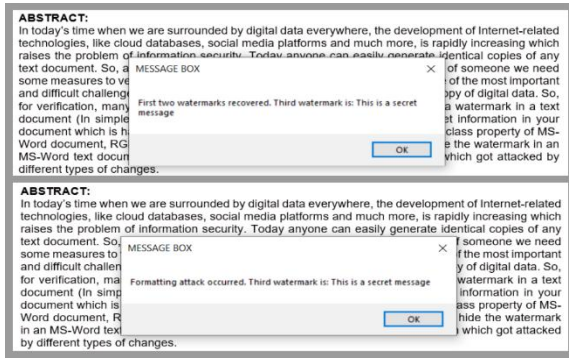 ABSTRACT:
In today's time when we are surrounded by digital data everywhere, the development of Internet-related
technologies, like cloud databases, social media platforms and much more, is rapidly increasing which
raises the problem of information security. Today anyone can easily generate identical copies of any
text document. So, a
MESSAGE BOX
of someone we need
some measures to ve
of the most important
and difficult challenge
opy of digital data. So,
First two watermarks recovered. Third watermark is: This is a secret
message
for verification, many
a watermark in a text
document (In simple
et information in your
document which is h
class property of MS-
Word document, RG
e the watermark in an
OK
MS-Word text docum
which got attacked by
different types of changes.
ABSTRACT:
In today's time when we are surrounded by digital data everywhere, the development of Internet-related
technologies, like cloud databases, social media platforms and much more, is rapidly increasing which
raises the problem of information security. Today anyone can easily generate identical copies of any
text document. So,
MESSAGE BOX
f someone we need
some measures to
f the most important
and difficult challen
y of digital data. So,
Formatting attack occurred. Third watermark is: This is a secret message
for verification, ma
watermark in a text
document (In simp
information in your
document which is
ass property of MS-
Word document, R
hide the watermark
OK
in an MS-Word tex
which got attacked
by different types of changes.